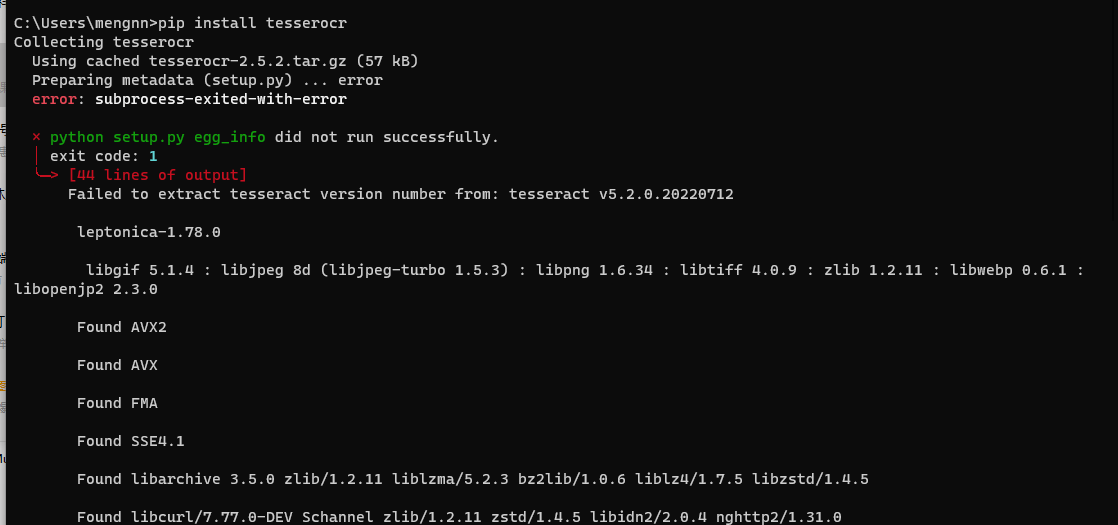 C:\Users\mengnn>pip install tesserocr
Collecting tesserocr
Using cached tesserocr-2.5.2.tar.gz (57 kB)
Preparing metadata (setup.py) ... error
error: subprocess-exited-with-error
× python setup.py egg_info did not run successfully.
│ exit code: 1
╰─> [44 lines of output]
Failed to extract tesseract version number from: tesseract v5.2.0.20220712
leptonica-1.78.0
libgif 5.1.4 : libjpeg 8d (libjpeg-turbo 1.5.3) : libpng 1.6.34 : libtiff 4.0.9 : zlib 1.2.11 : libwebp 0.6.1 :
libopenjp2 2.3.0
Found AVX2
Found AVX
Found FMA
Found SSE4.1
Found libarchive 3.5.0 zlib/1.2.11 liblzma/5.2.3 bz2lib/1.0.6 liblz4/1.7.5 libzstd/1.4.5
Found libcurl/7.77.0-DEV Schannel zlib/1.2.11 zstd/1.4.5 libidn2/2.0.4 nghttp2/1.31.0